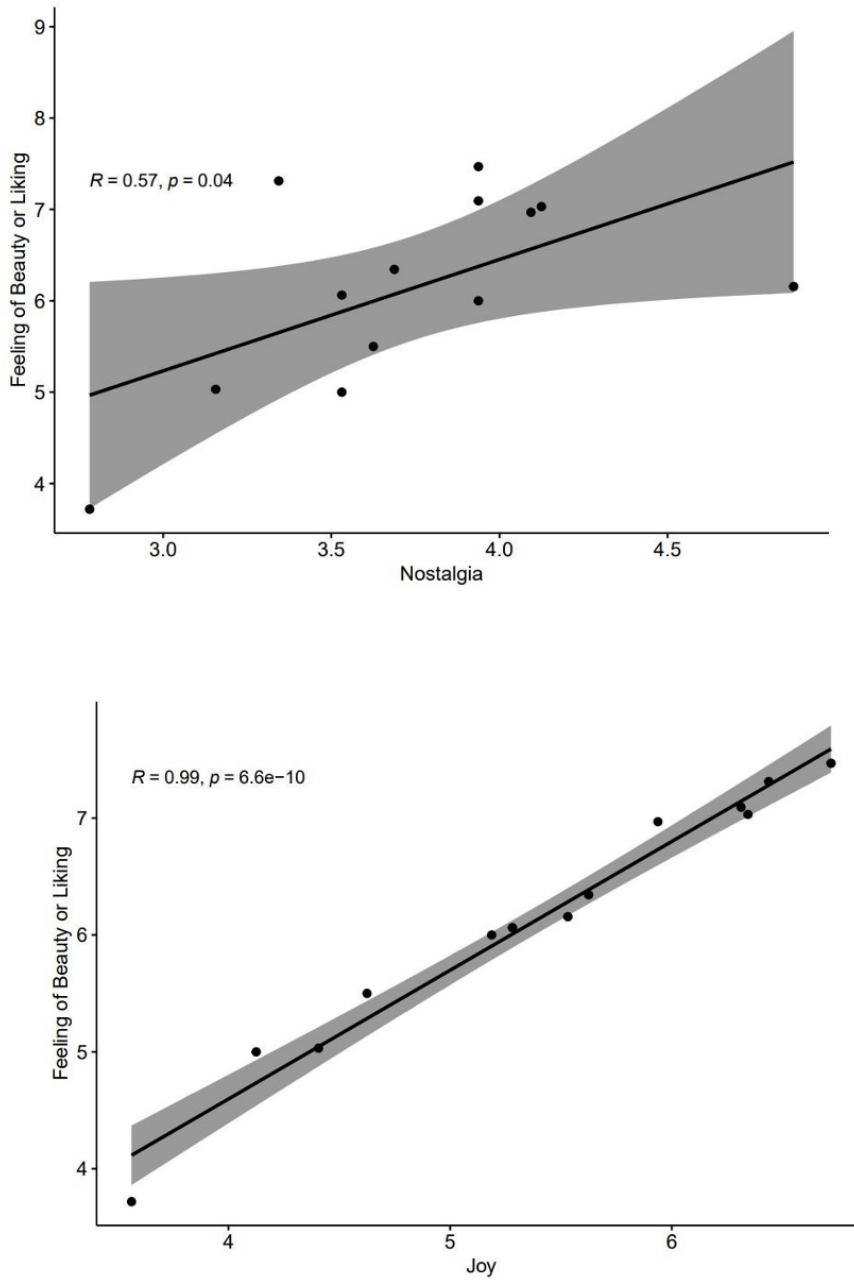 9
8
R = 0.57, p = 0.04
7
6
5
4
Feeling of Beauty or Liking
3.0 3.5 4.0 4.5
Nostalgia
R = 0.99, p = 6.6e−10
7
6
5
4
Feeling of Beauty or Liking
4 5 6
Joy